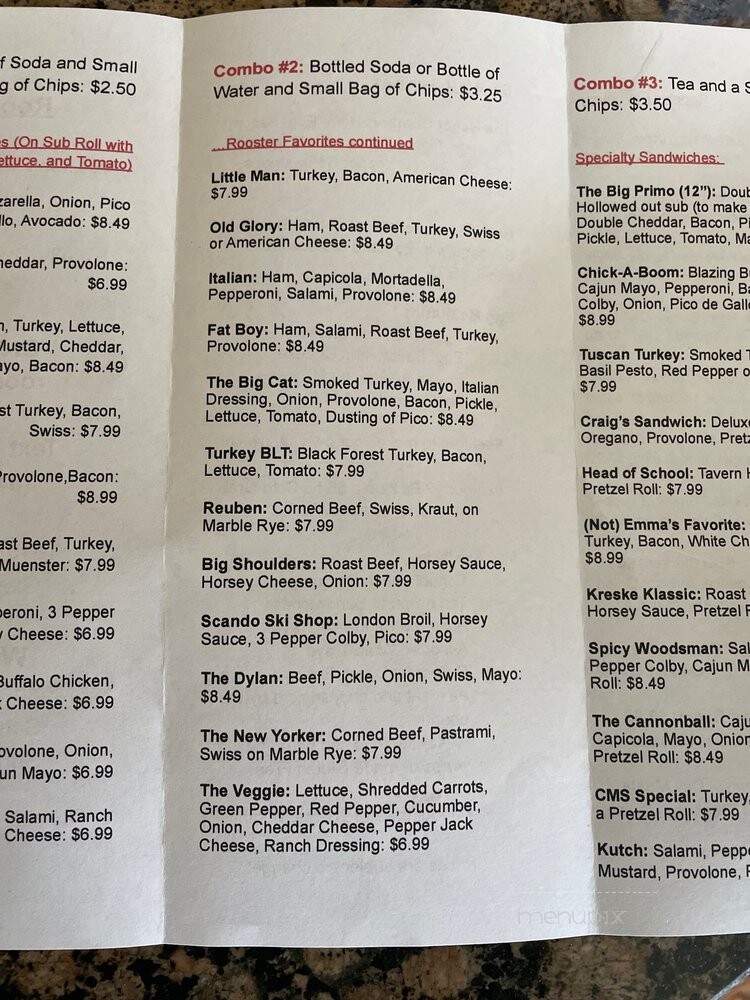 f Soda and Small
g of Chips: $2.50
s (On Sub Roll with
ettuce, and Tomato)
zarella, Onion, Pico
llo, Avocado: $8.49
heddar, Provolone:
$6.99
n, Turkey, Lettuce,
Mustard, Cheddar,
ayo, Bacon: $8.49
st Turkey, Bacon,
Swiss: $7.99
Provolone,Bacon:
$8.99
ast Beef, Turkey,
Muenster: $7.99
peroni, 3 Pepper
y Cheese: $6.99
Buffalo Chicken,
k Cheese: $6.99
ovolone, Onion,
un Mayo: $6.99
Salami, Ranch
Cheese: $6.99
Combo #2: Bottled Soda or Bottle of
Water and Small Bag of Chips: $3.25
...Rooster Favorites continued
Little Man: Turkey, Bacon, American Cheese:
$7.99
Old Glory: Ham, Roast Beef, Turkey, Swiss
or American Cheese: $8.49
Italian: Ham, Capicola, Mortadella,
Pepperoni, Salami, Provolone: $8.49
Fat Boy: Ham, Salami, Roast Beef, Turkey,
Provolone: $8.49
The Big Cat: Smoked Turkey, Mayo, Italian
Dressing, Onion, Provolone, Bacon, Pickle,
Lettuce, Tomato, Dusting of Pico: $8.49
Turkey BLT: Black Forest Turkey, Bacon,
Lettuce, Tomato: $7.99
Reuben: Corned Beef, Swiss, Kraut, on
Marble Rye: $7.99
Big Shoulders: Roast Beef, Horsey Sauce,
Horsey Cheese, Onion: $7.99
Scando Ski Shop: London Broil, Horsey
Sauce, 3 Pepper Colby, Pico: $7.99
The Dylan: Beef, Pickle, Onion, Swiss, Mayo:
$8.49
The New Yorker: Corned Beef, Pastrami,
Swiss on Marble Rye: $7.99
The Veggie: Lettuce, Shredded Carrots,
Green Pepper, Red Pepper, Cucumber,
Onion, Cheddar Cheese, Pepper Jack
Cheese, Ranch Dressing: $6.99
Combo #3: Tea and a S
Chips: $3.50
Specialty Sandwiches:
The Big Primo (12"): Doub
Hollowed out sub (to make
Double Cheddar, Bacon, Pi
Pickle, Lettuce, Tomato, Ma
Chick-A-Boom: Blazing Bu
Cajun Mayo, Pepperoni, Ba
Colby, Onion, Pico de Gall
$8.99
Tuscan Turkey: Smoked T
Basil Pesto, Red Pepper o
$7.99
Craig's Sandwich: Delux
Oregano, Provolone, Pretz
Head of School: Tavern H
Pretzel Roll: $7.99
(Not) Emma's Favorite:
Turkey, Bacon, White Ch
$8.99
Kreske Klassic: Roast
Horsey Sauce, Pretzel R
Spicy Woodsman: Sal
Pepper Colby, Cajun M
Roll: $8.49
The Cannonball: Caju
Capicola, Mayo, Onion
Pretzel Roll: $8.49
CMS Special: Turkey,
a Pretzel Roll: $7.99
Kutch: Salami, Peppe
Mustard, Provolone, P
menupix